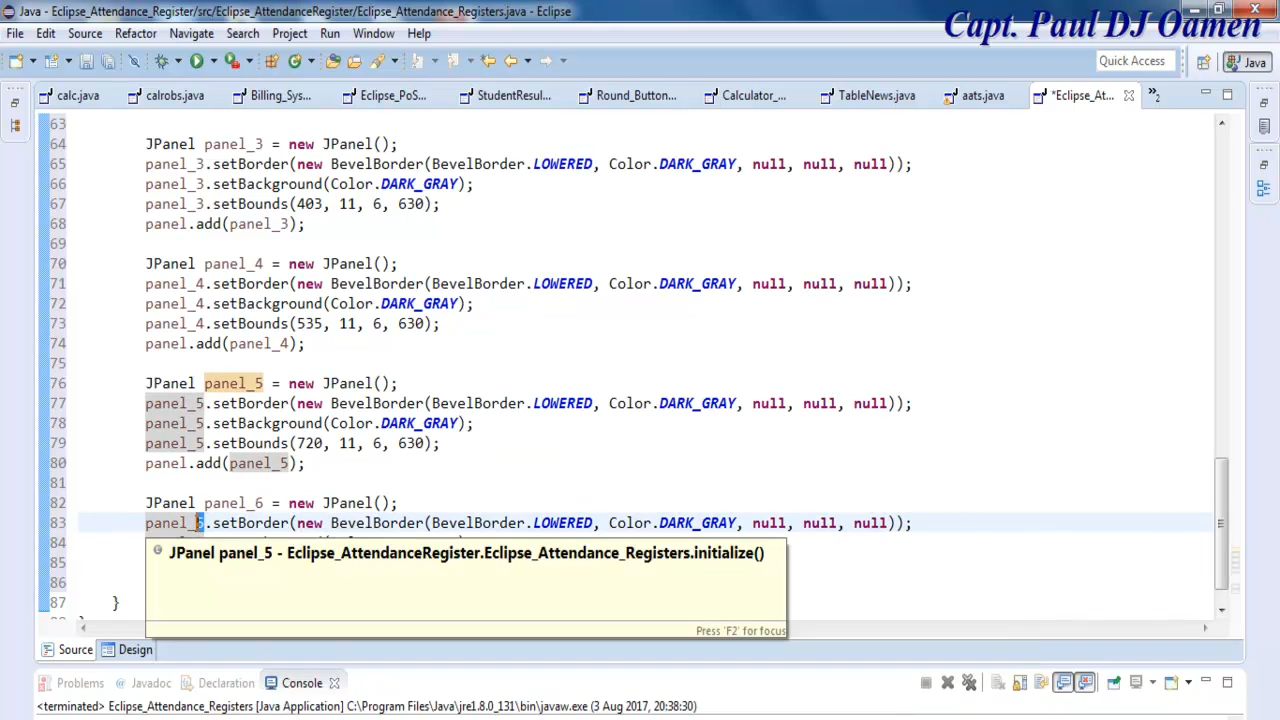 Java - Eclipse_Attendance_Register/src/Eclipse_AttendanceRegister/Eclipse_Attendance_Registers.java - Eclipse
Capt. Paul DJ Oamen
File Edit Source Refactor Navigate Search Project Run Window Help
Quick Access
Java
calc.java calrobs.java Billing_Sys... Eclipse_PoS... StudentResul... Round_Button... Calculator_... TableNews.java aats.java *Eclipse_At... »2
63
64 JPanel panel_3 = new JPanel();
65 panel_3.setBorder(new BevelBorder(BevelBorder.LOWERED, Color.DARK_GRAY, null, null, null));
66 panel_3.setBackground(Color.DARK_GRAY);
67 panel_3.setBounds(403, 11, 6, 630);
68 panel.add(panel_3);
69
70 JPanel panel_4 = new JPanel();
71 panel_4.setBorder(new BevelBorder(BevelBorder.LOWERED, Color.DARK_GRAY, null, null, null));
72 panel_4.setBackground(Color.DARK_GRAY);
73 panel_4.setBounds(535, 11, 6, 630);
74 panel.add(panel_4);
75
76 JPanel panel_5 = new JPanel();
77 panel_5.setBorder(new BevelBorder(BevelBorder.LOWERED, Color.DARK_GRAY, null, null, null));
78 panel_5.setBackground(Color.DARK_GRAY);
79 panel_5.setBounds(720, 11, 6, 630);
80 panel.add(panel_5);
81
82 JPanel panel_6 = new JPanel();
83 panel_5.setBorder(new BevelBorder(BevelBorder.LOWERED, Color.DARK_GRAY, null, null, null));
84
JPanel panel_5 - Eclipse_AttendanceRegister.Eclipse_Attendance_Registers.initialize()
85
86
87 }
Press 'F2' for focus
Source Design
Problems @ Javadoc Declaration Console
<terminated> Eclipse_Attendance_Registers [Java Application] C:\Program Files\Java\jre1.8.0_131\bin\javaw.exe (3 Aug 2017, 20:38:30)